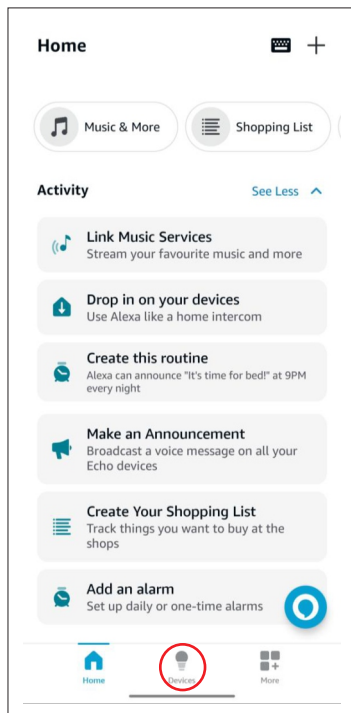 Home
Music & More
Shopping List
Activity
See Less
Link Music Services
Stream your favourite music and more
Drop in on your devices
Use Alexa like a home intercom
Create this routine
Alexa can announce "It's time for bed!" at 9PM
every night
Make an Announcement
Broadcast a voice message on all your
Echo devices
Create Your Shopping List
Track things you want to buy at the
shops
Add an alarm
Set up daily or one-time alarms
Home
Devices
More